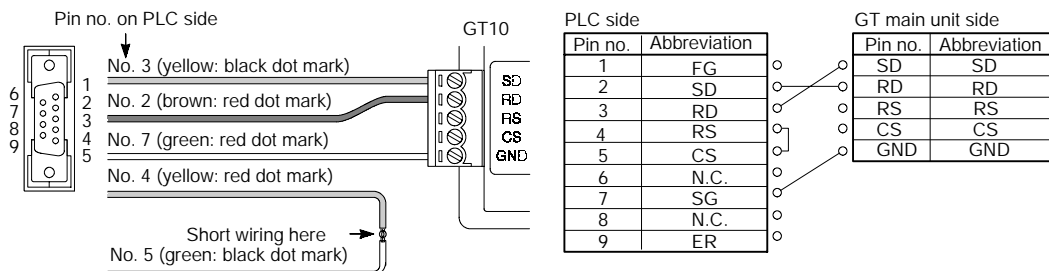 Pin no. on PLC side
GT10
No. 3 (yellow: black dot mark)
No. 2 (brown: red dot mark)
No. 7 (green: red dot mark)
No. 4 (yellow: red dot mark)
Short wiring here
No. 5 (green: black dot mark)
6
7
8
9
1
2
3
4
5
SD
RD
RS
CS
GND
PLC side
Pin no. Abbreviation
1 FG
2 SD
3 RD
4 RS
5 CS
6 N.C.
7 SG
8 N.C.
9 ER
GT main unit side
Pin no. Abbreviation
SD SD
RD RD
RS RS
CS CS
GND GND